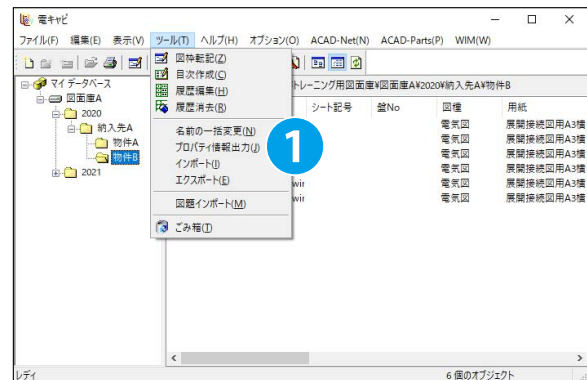 電キャビ
ファイル(F) 編集(E) 表示(V) ツール(T) ヘルプ(H) オプション(O) ACAD-Net(N) ACAD-Parts(P) WIM(W)
図枠転記(Z)
目次作成(C)
履歴編集(H)
履歴消去(R)
名前の一括変更(N)
プロパティ情報出力(J)
インポート(I)
エクスポート(E)
図題インポート(M)
ごみ箱(T)
1
マイ データベース
図面庫A
2020
納入先A
物件A
物件B
2021
トレーニング用図面庫¥図面庫A¥2020¥納入先A¥物件B
シート記号 盤No 図種 用紙
電気図 展開接続図用A3横
電気図 展開接続図用A3横
電気図 展開接続図用A3横
電気図 展開接続図用A3横
wir 電気図 展開接続図用A3横
wir 電気図 展開接続図用A3横
レディ 6 個のオブジェクト